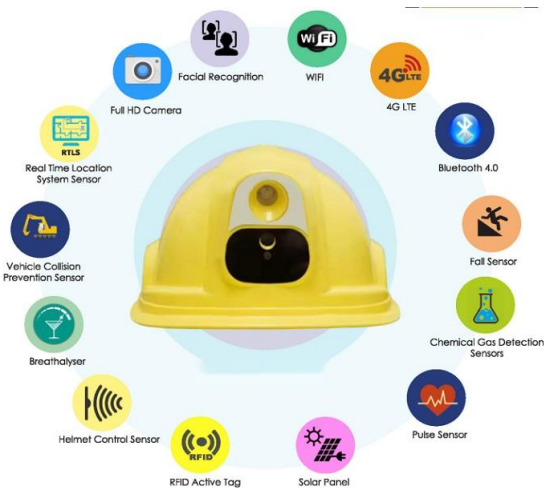 Facial Recognition
WiFi
WIFI
4G LTE
4G LTE
Full HD Camera
Bluetooth 4.0
RTLS
Real Time Location
System Sensor
Fall Sensor
Vehicle Collision
Prevention Sensor
Chemical Gas Detection
Sensors
Breathalyser
Pulse Sensor
Helmet Control Sensor
RFID
RFID Active Tag
Solar Panel